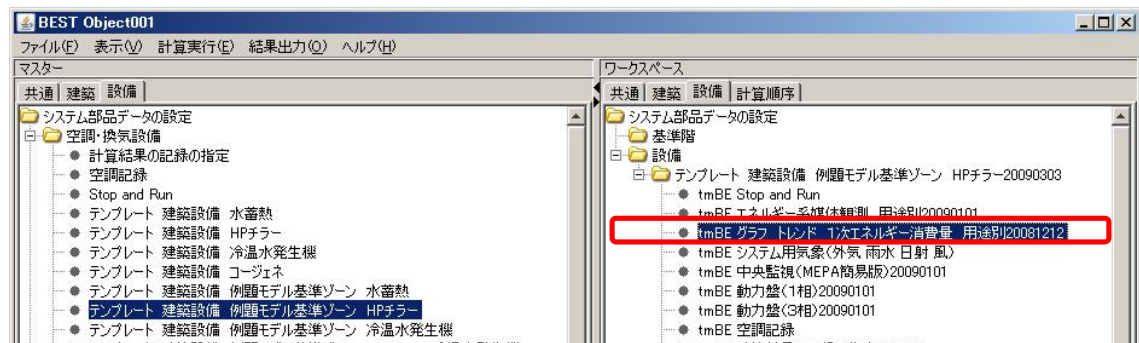 BEST Object001
ファイル(F) 表示(V) 計算実行(E) 結果出力(O) ヘルプ(H)
マスター
共通 建築 設備
システム部品データの設定
空調・換気設備
計算結果の記録の指定
空調記録
Stop and Run
テンプレート 建築設備 水蓄熱
テンプレート 建築設備 HPチラー
テンプレート 建築設備 冷温水発生機
テンプレート 建築設備 コージェネ
テンプレート 建築設備 例題モデル基準ゾーン 水蓄熱
テンプレート 建築設備 例題モデル基準ゾーン HPチラー
テンプレート 建築設備 例題モデル基準ゾーン 冷温水発生機
ワークスペース
共通 建築 設備 計算順序
システム部品データの設定
基準階
設備
テンプレート 建築設備 例題モデル基準ゾーン HPチラー20090303
tmBE Stop and Run
tmBE エネルギー系媒体観測 用途別20090101
tmBE グラフ トレンド 1次エネルギー消費量 用途別20081212
tmBE システム用気象(外気 雨水 日射 風)
tmBE 中央監視(MEPA簡易版)20090101
tmBE 動力盤(1相)20090101
tmBE 動力盤(3相)20090101
tmBE 空調記録